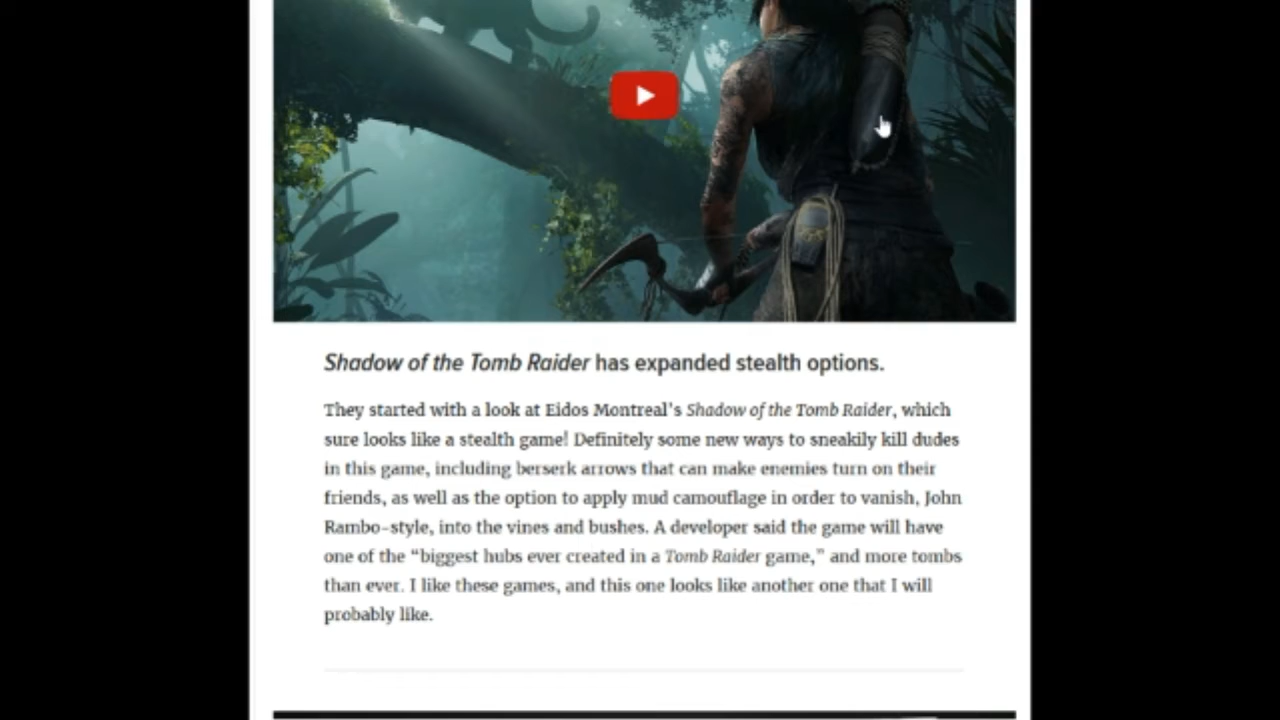 Shadow of the Tomb Raider has expanded stealth options.
They started with a look at Eidos Montreal's Shadow of the Tomb Raider, which
sure looks like a stealth game! Definitely some new ways to sneakily kill dudes
in this game, including berserk arrows that can make enemies turn on their
friends, as well as the option to apply mud camouflage in order to vanish, John
Rambo-style, into the vines and bushes. A developer said the game will have
one of the “biggest hubs ever created in a Tomb Raider game,” and more tombs
than ever. I like these games, and this one looks like another one that I will
probably like.